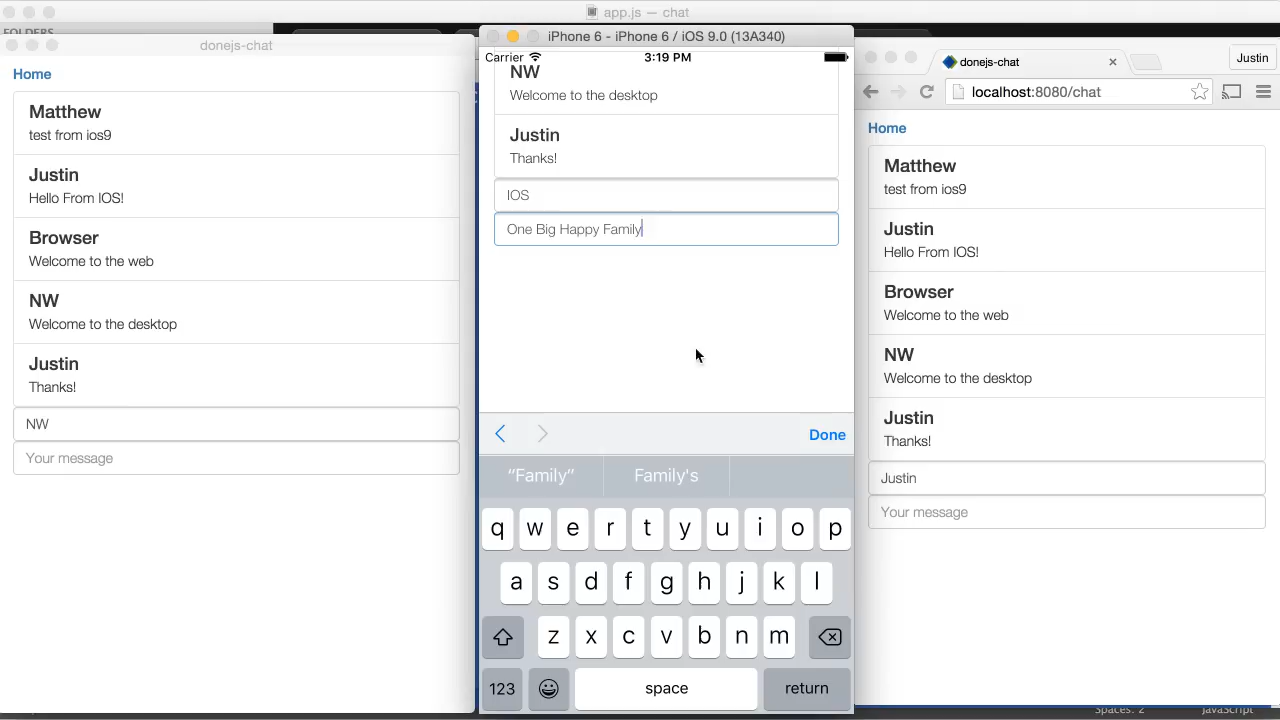 app.js — chat
FOLDERS
donejs-chat
Home
Matthew
test from ios9
Justin
Hello From IOS!
Browser
Welcome to the web
NW
Welcome to the desktop
Justin
Thanks!
NW
Your message
iPhone 6 - iPhone 6 / iOS 9.0 (13A340)
Carrier 3:19 PM
NW
Welcome to the desktop
Justin
Thanks!
IOS
One Big Happy Family
Done
“Family” Family's
q w e r t y u i o p
a s d f g h j k l
z x c v b n m
123 space return
donejs-chat
Justin
localhost:8080/chat
Home
Matthew
test from ios9
Justin
Hello From IOS!
Browser
Welcome to the web
NW
Welcome to the desktop
Justin
Thanks!
Justin
Your message
Spaces: 2 JavaScript